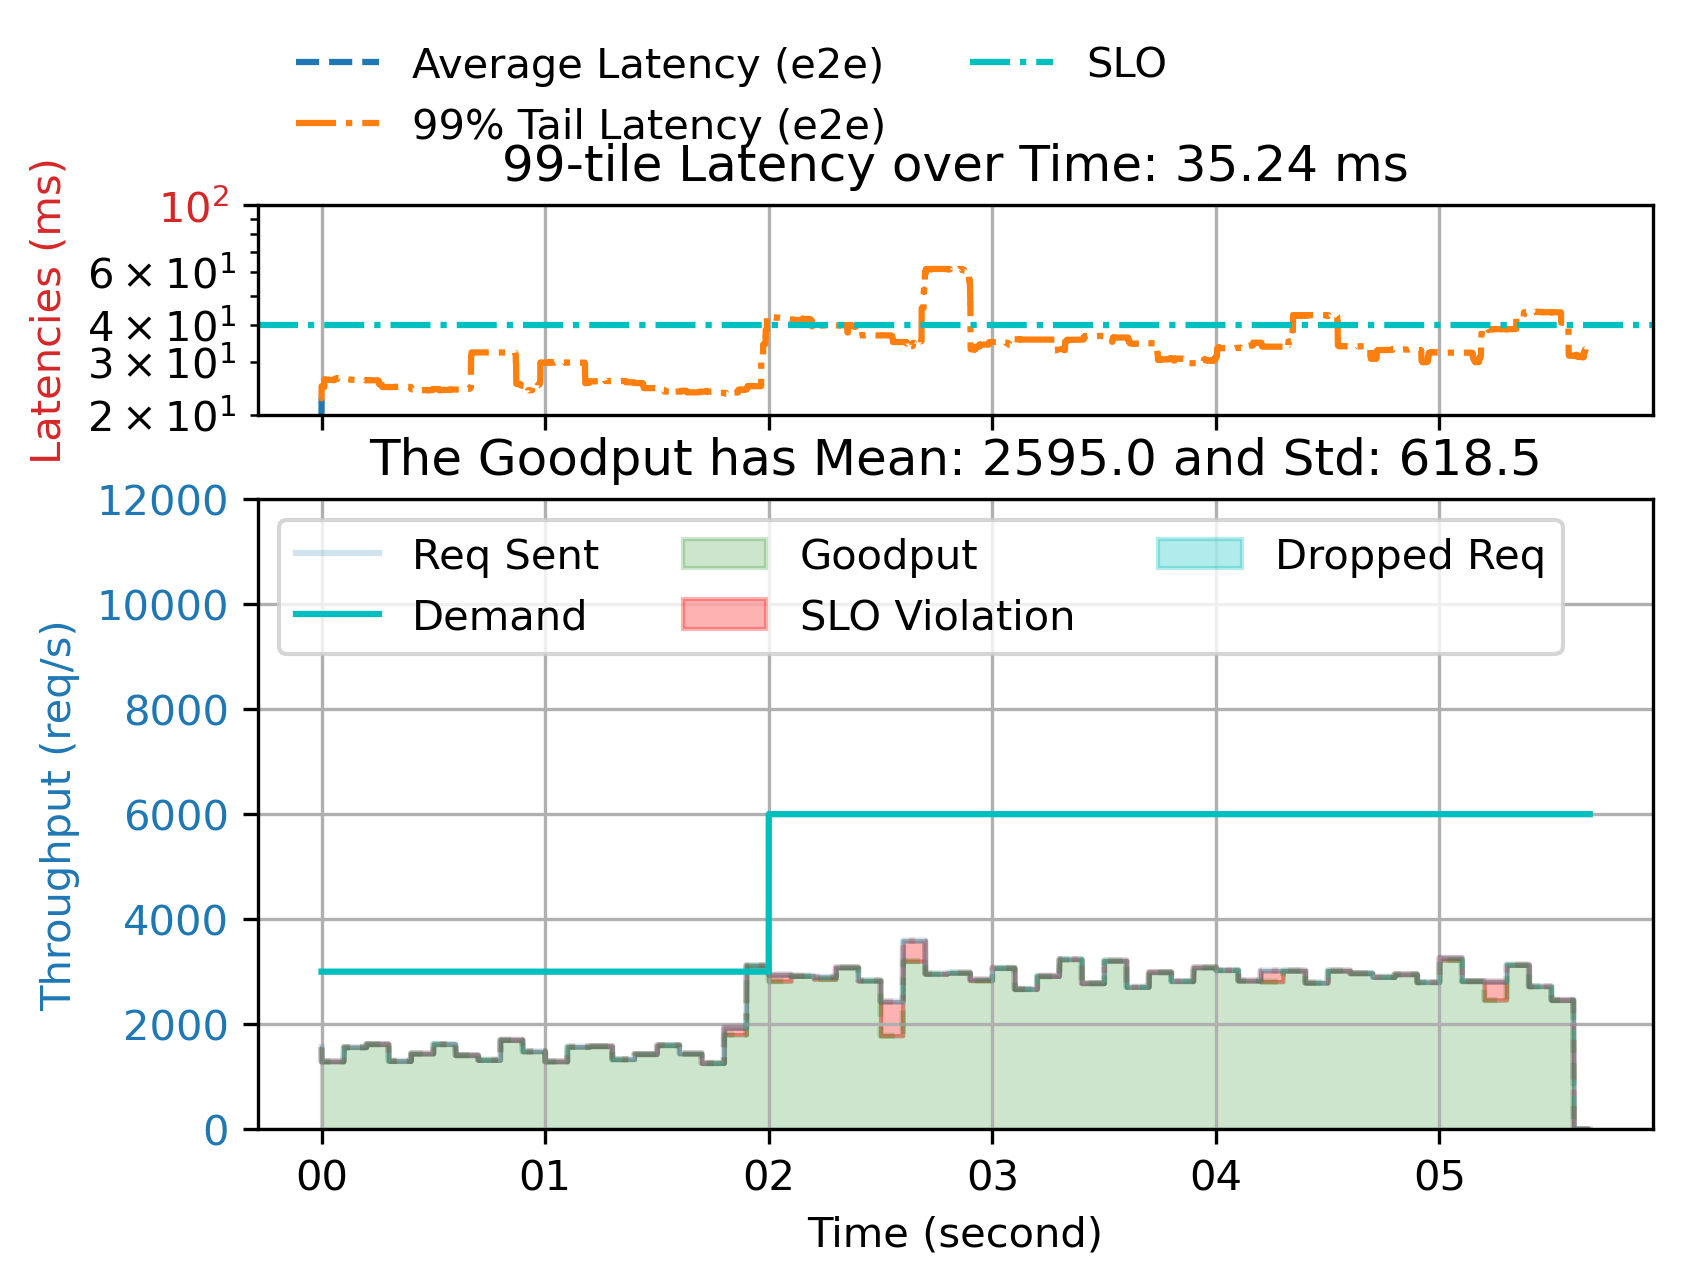 Average Latency (e2e)
SLO
99% Tail Latency (e2e)
99-tile Latency over Time: 35.24 ms
Latencies (ms)
10²
6 × 10¹
4 × 10¹
3 × 10¹
2 × 10¹
The Goodput has Mean: 2595.0 and Std: 618.5
Throughput (req/s)
12000
10000
8000
6000
4000
2000
0
Req Sent
Goodput
Dropped Req
Demand
SLO Violation
00
01
02
03
04
05
Time (second)